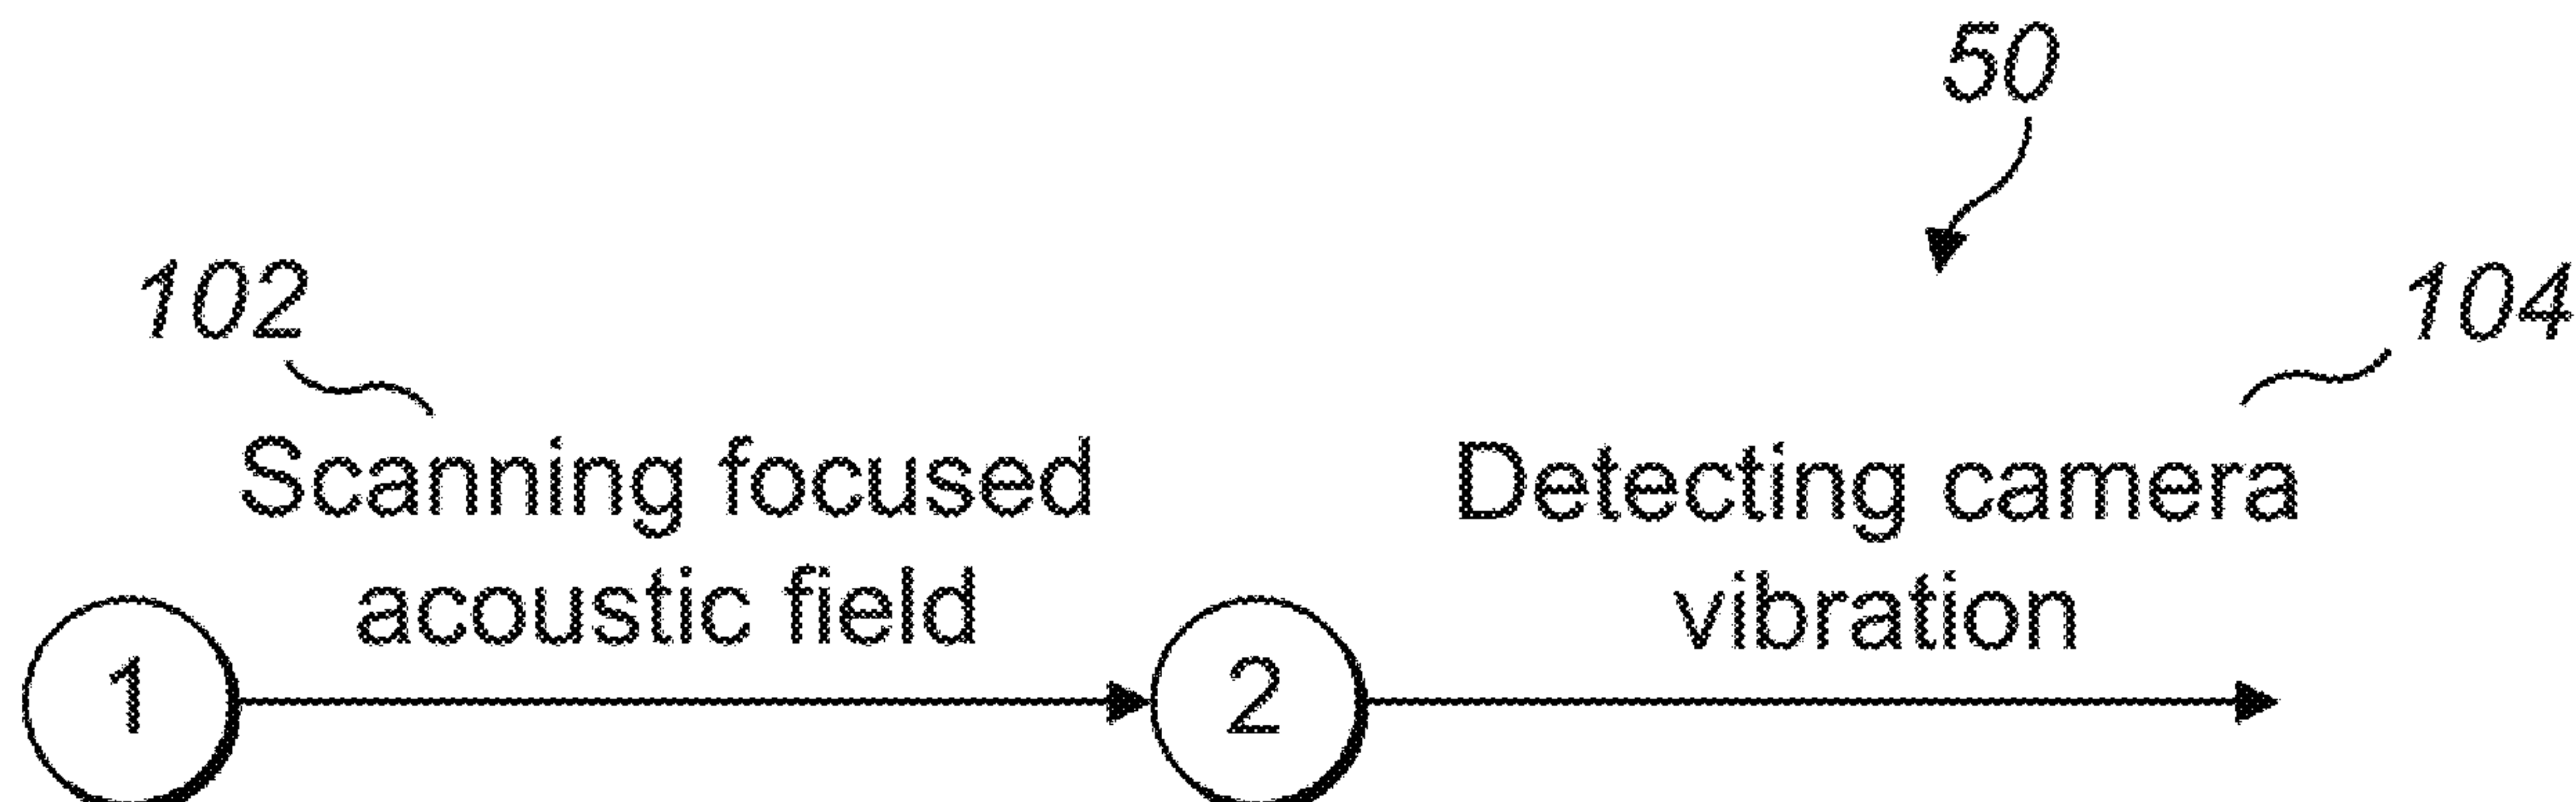 50
102
104
Scanning focused
acoustic field
Detecting camera
vibration
1
2